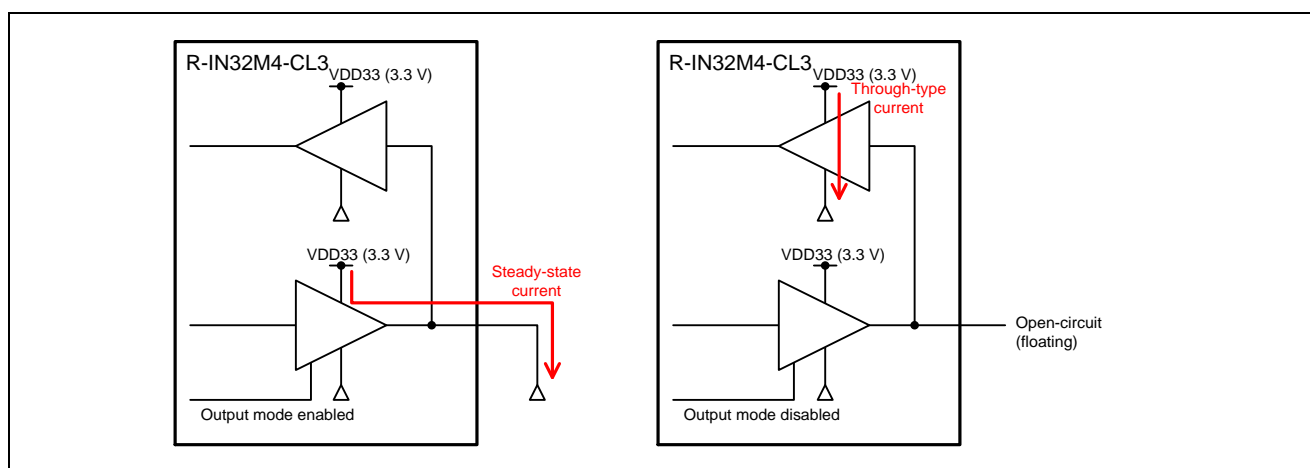 R-IN32M4-CL3
VDD33 (3.3 V)
VDD33 (3.3 V)
Steady-state
current
Output mode enabled
R-IN32M4-CL3
VDD33 (3.3 V)
Through-type
current
VDD33 (3.3 V)
Open-circuit
(floating)
Output mode disabled